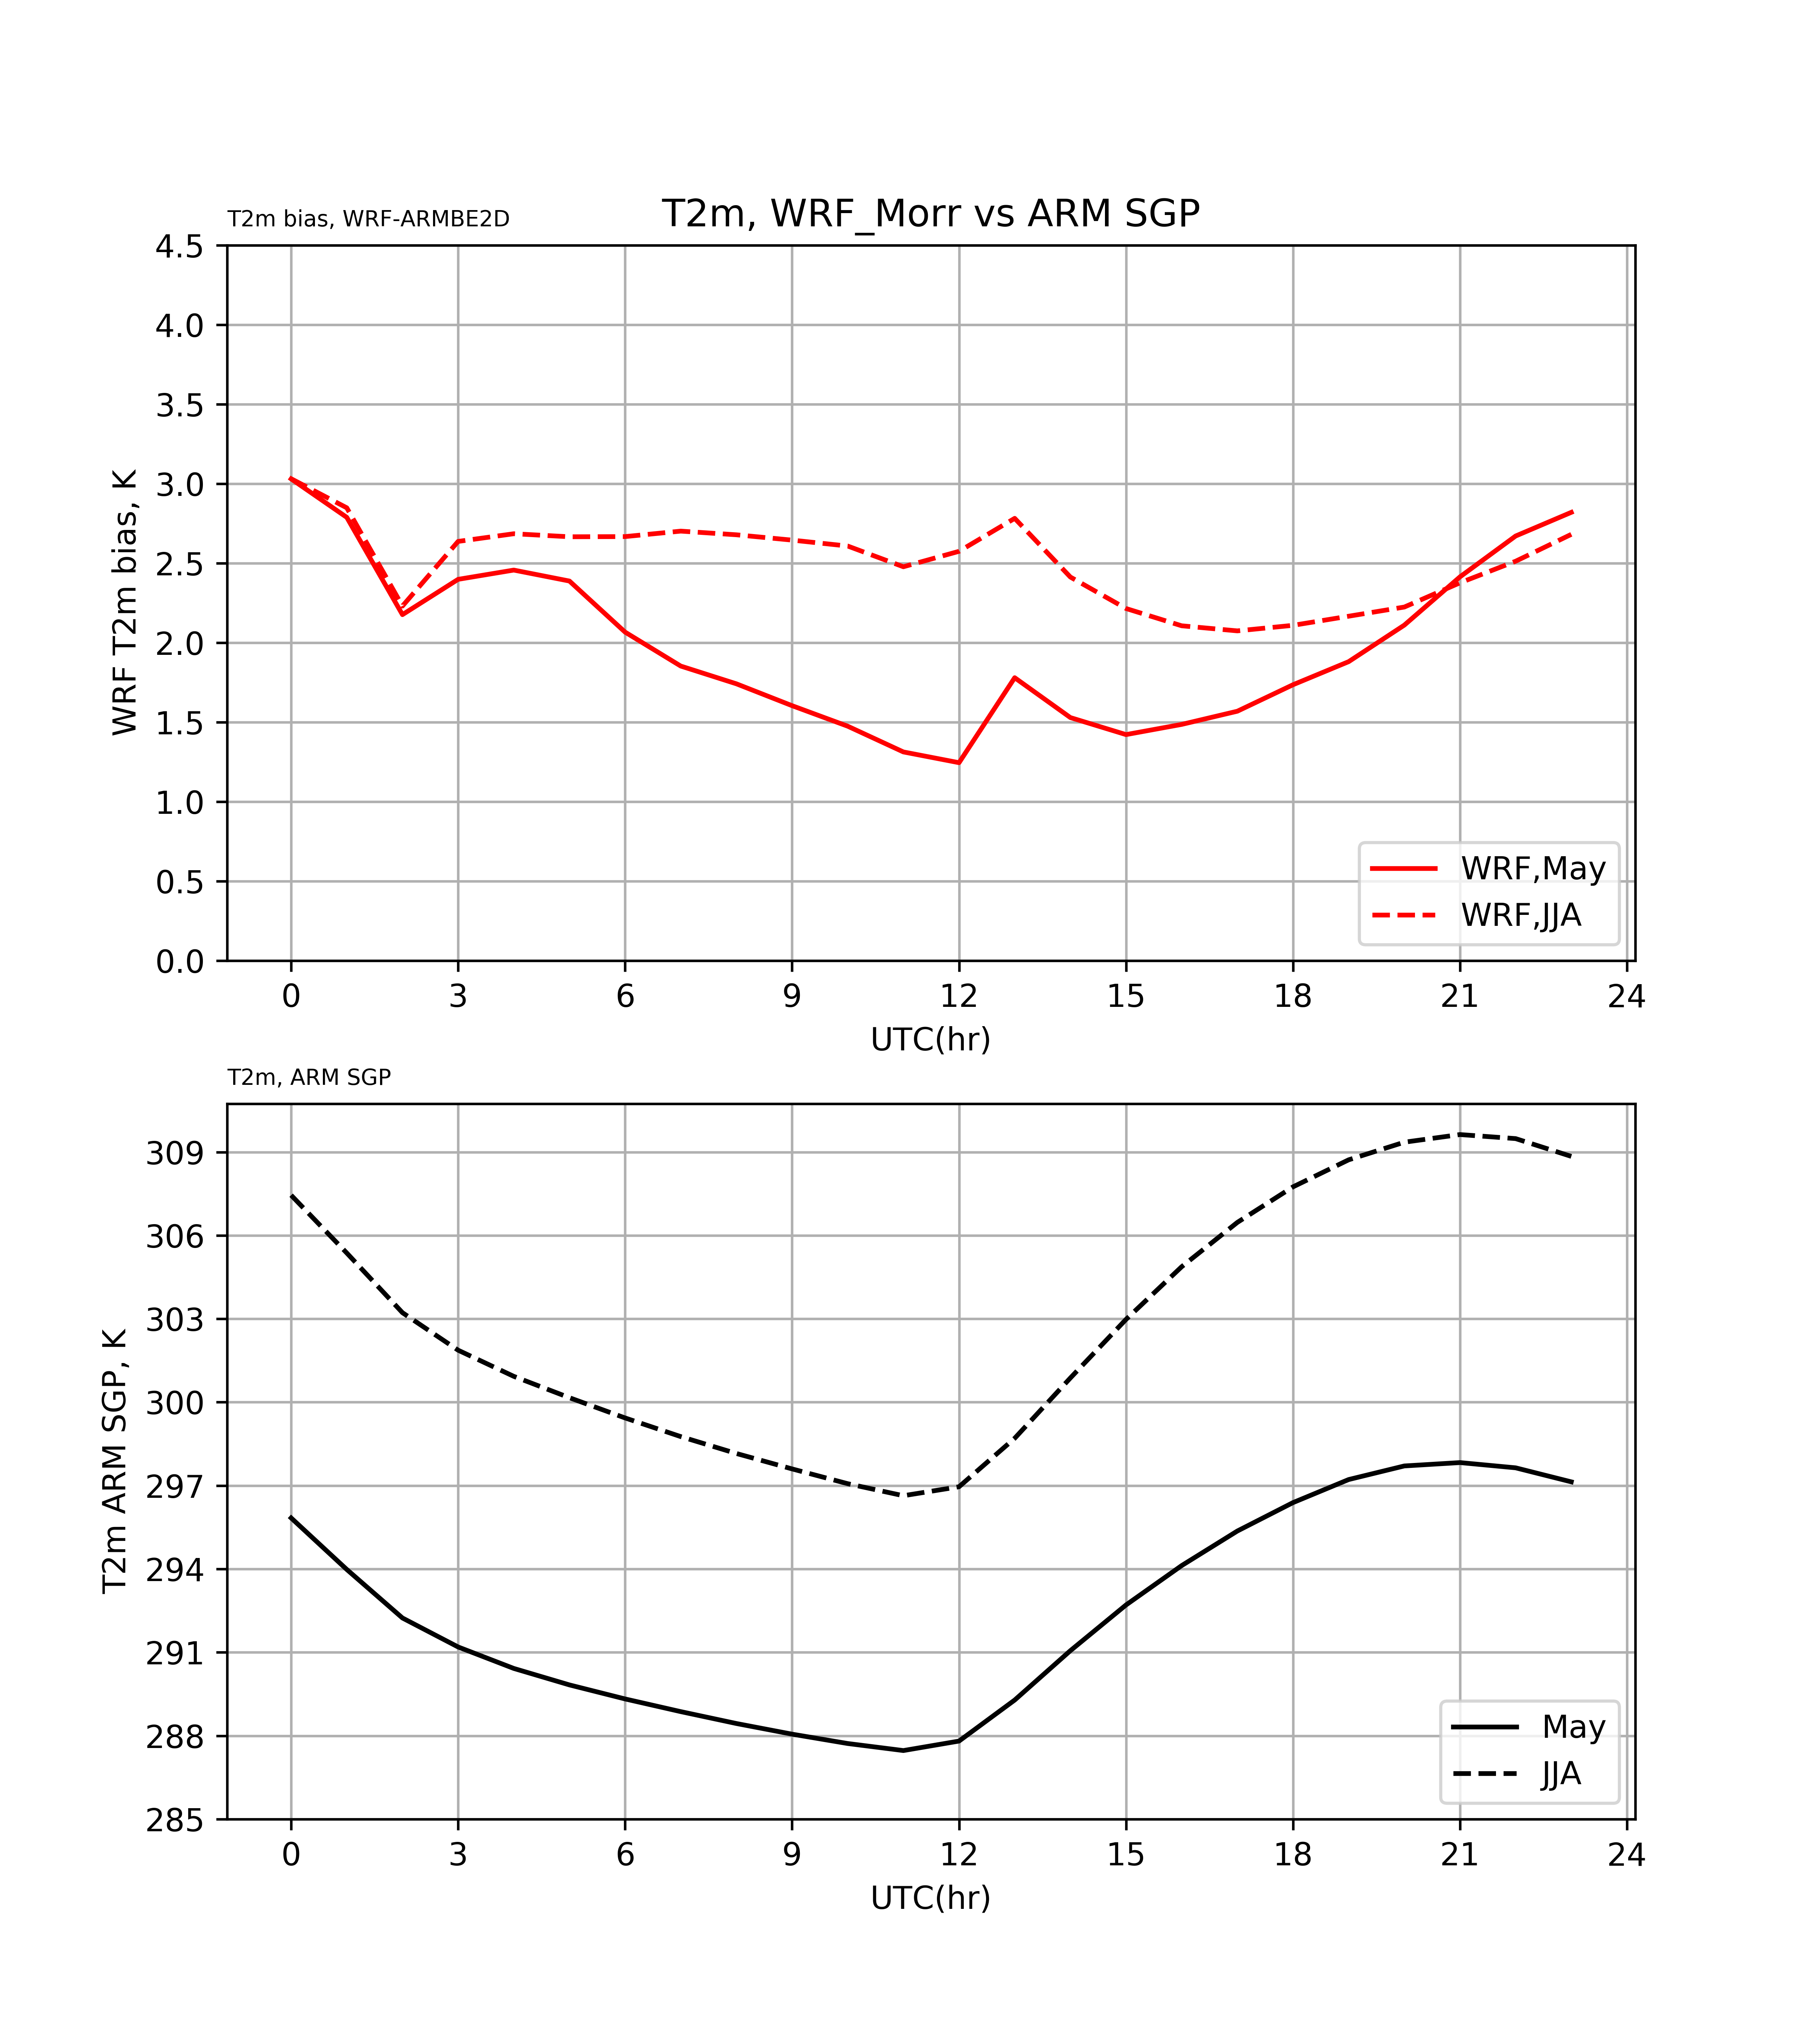 T2m bias, WRF-ARMBE2D
T2m, WRF_Morr vs ARM SGP
4.5
4.0
3.5
3.0
2.5
2.0
1.5
1.0
0.5
0.0
WRF T2m bias, K
WRF,May
WRF,JJA
0 3 6 9 12 15 18 21 24
UTC(hr)
T2m, ARM SGP
309
306
303
300
297
294
291
288
285
T2m ARM SGP, K
May
JJA
0 3 6 9 12 15 18 21 24
UTC(hr)